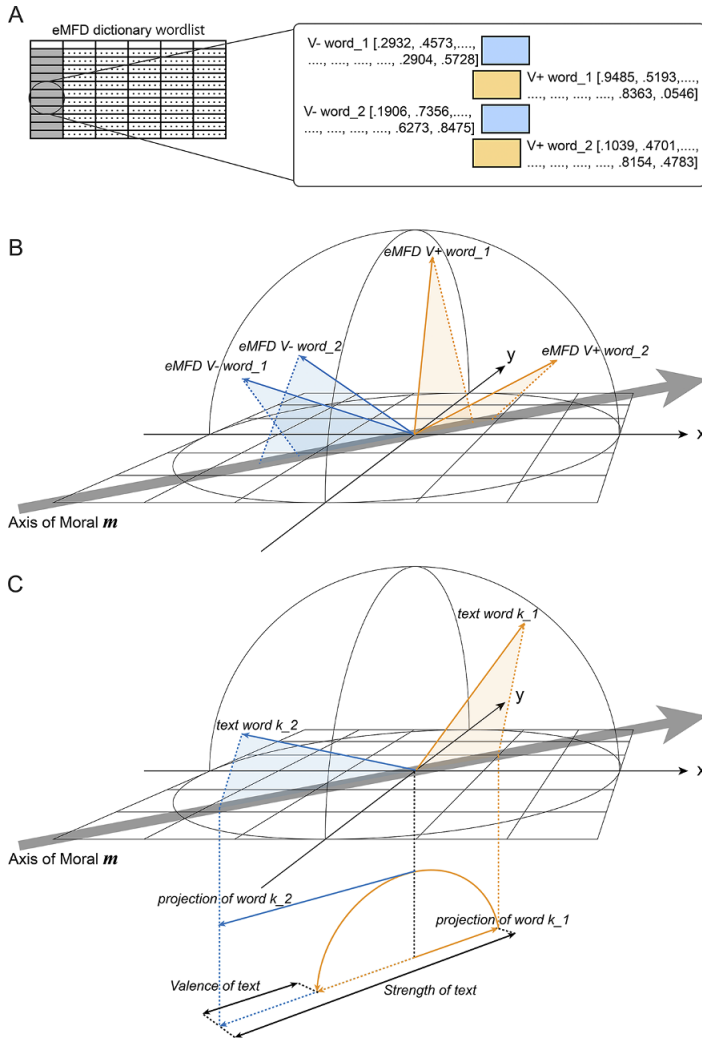 A
eMFD dictionary wordlist
V- word_1 [.2932, .4573,....,
...., ...., ...., ...., .2904, .5728]
V+ word_1 [.9485, .5193,....,
...., ...., ...., ...., .8363, .0546]
V- word_2 [.1906, .7356,....,
...., ...., ...., ...., .6273, .8475]
V+ word_2 [.1039, .4701,....,
...., ...., ...., ...., .8154, .4783]
B
eMFD V+ word_1
eMFD V- word_2
eMFD V- word_1
y
eMFD V+ word_2
x
Axis of Moral m
C
text word k_1
y
text word k_2
x
Axis of Moral m
projection of word k_2
projection of word k_1
Valence of text
Strength of text